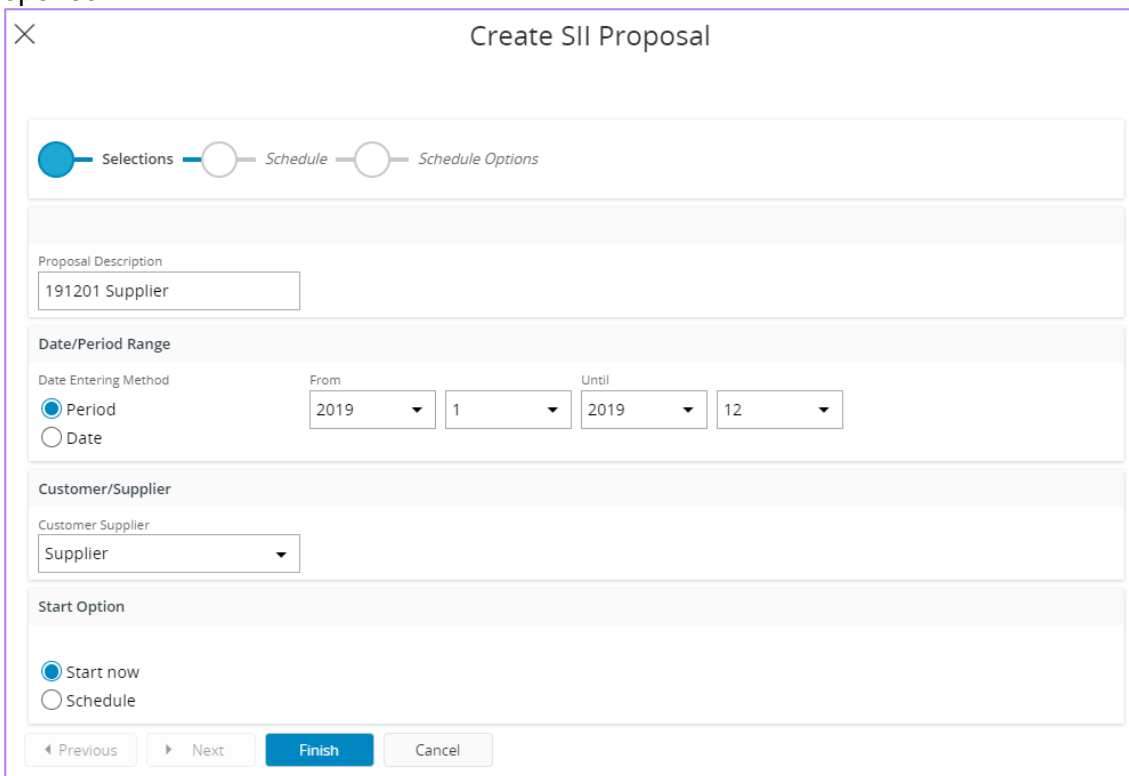 Create SII Proposal
Selections Schedule Schedule Options
Proposal Description
191201 Supplier
Date/Period Range
Date Entering Method From Until
Period 2019 1 2019 12
Date
Customer/Supplier
Customer Supplier
Supplier
Start Option
Start now
Schedule
Previous Next Finish Cancel